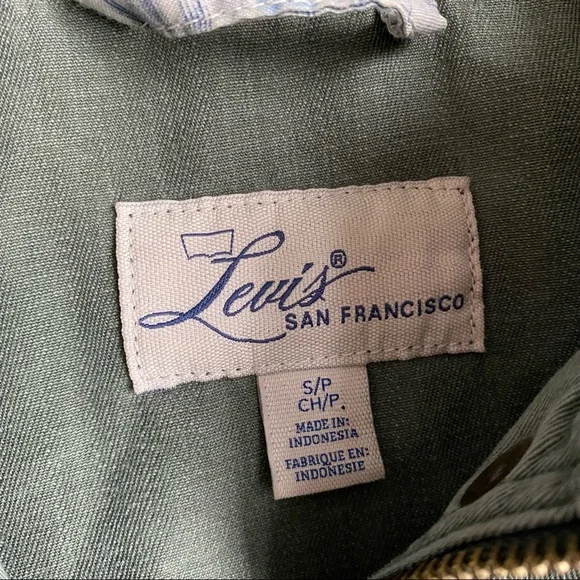 Levi's®
SAN FRANCISCO
S/P
CH/P.
MADE IN:
INDONESIA
FABRIQUE EN:
INDONESIE